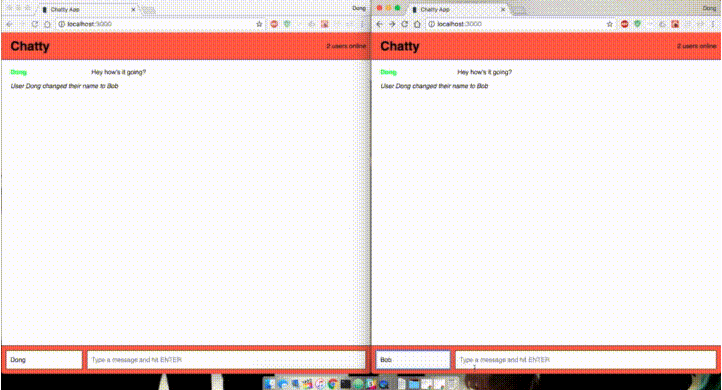 Chatty App
Dong
localhost:3000
Chatty
2 users online
Dong Hey how's it going?
User Dong changed their name to Bob
Dong
Type a message and hit ENTER
Chatty App
Dong
localhost:3000
Chatty
2 users online
Dong Hey how's it going?
User Dong changed their name to Bob
Bob
Type a message and hit ENTER